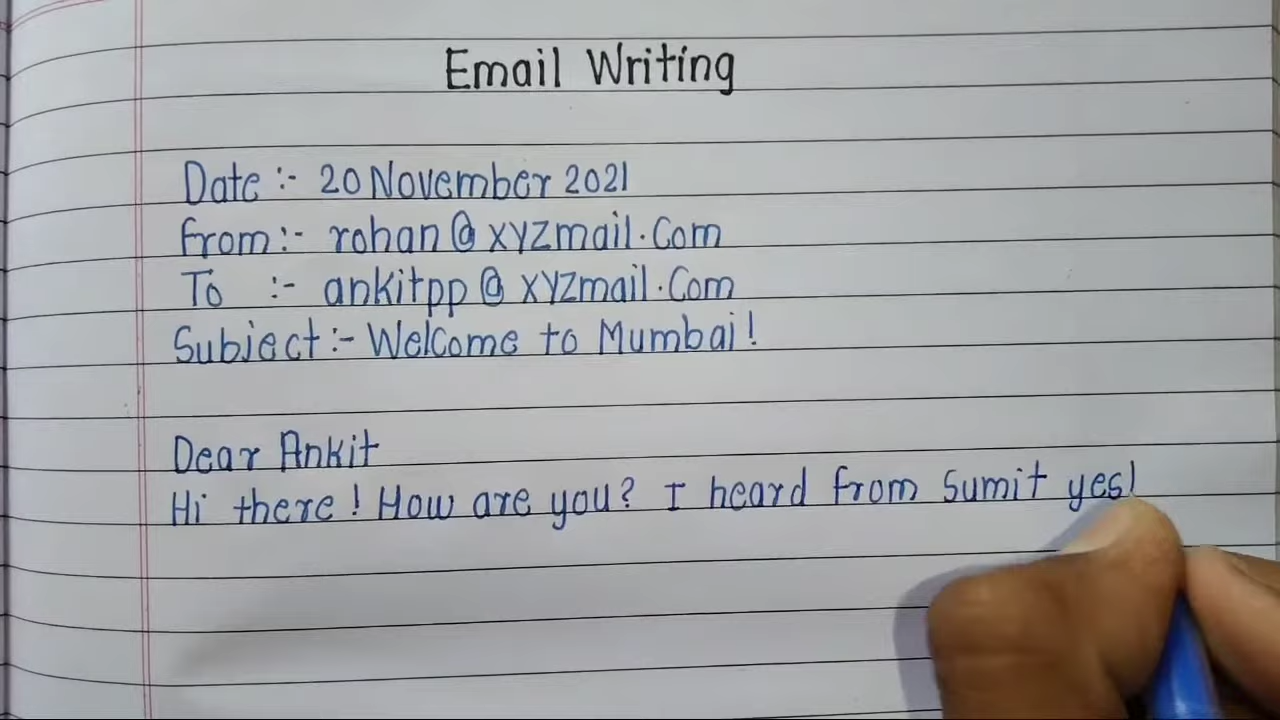 Email Writing
Date :- 20 November 2021
From :- rohan@xyzmail.Com
To :- ankitpp@xyzmail.Com
Subject :- Welcome to Mumbai!
Dear Ankit
Hi there! How are you? I heard from Sumit